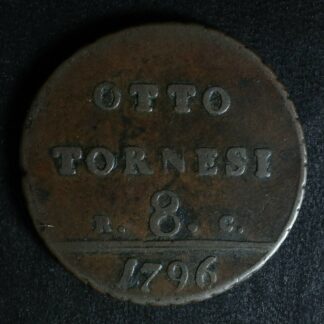 OTTO
TORNESI
R. 8. C.
1796